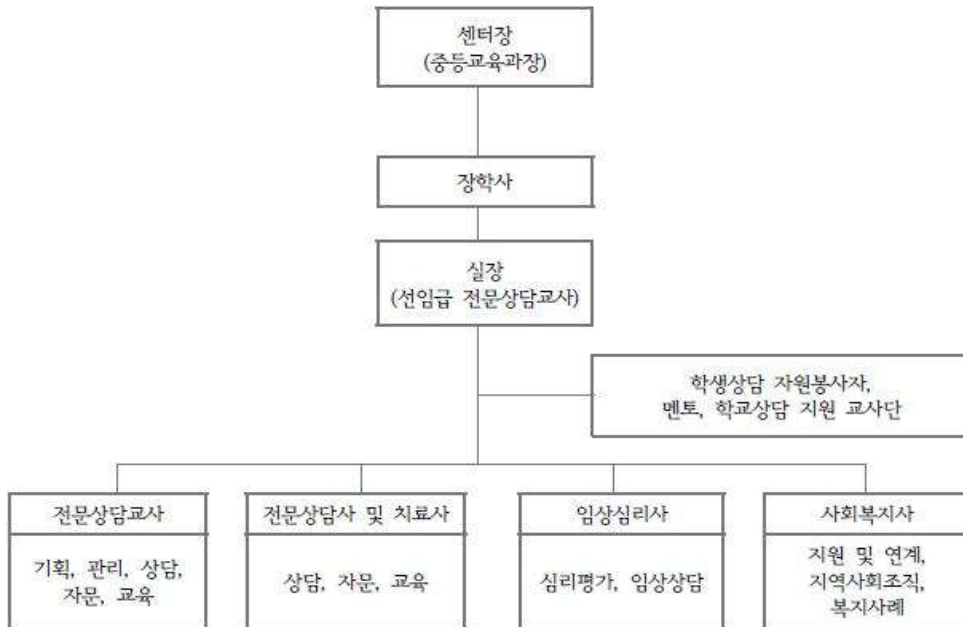 센터장
(중등교육과장)
장학사
실장
(선임급 전문상담교사)
학생상담 자원봉사자,
멘토, 학교상담 지원 교사단
전문상담교사
기획, 관리, 상담,
자문, 교육
전문상담사 및 치료사
상담, 자문, 교육
임상심리사
심리평가, 임상상담
사회복지사
지원 및 연계,
지역사회조직,
복지사례